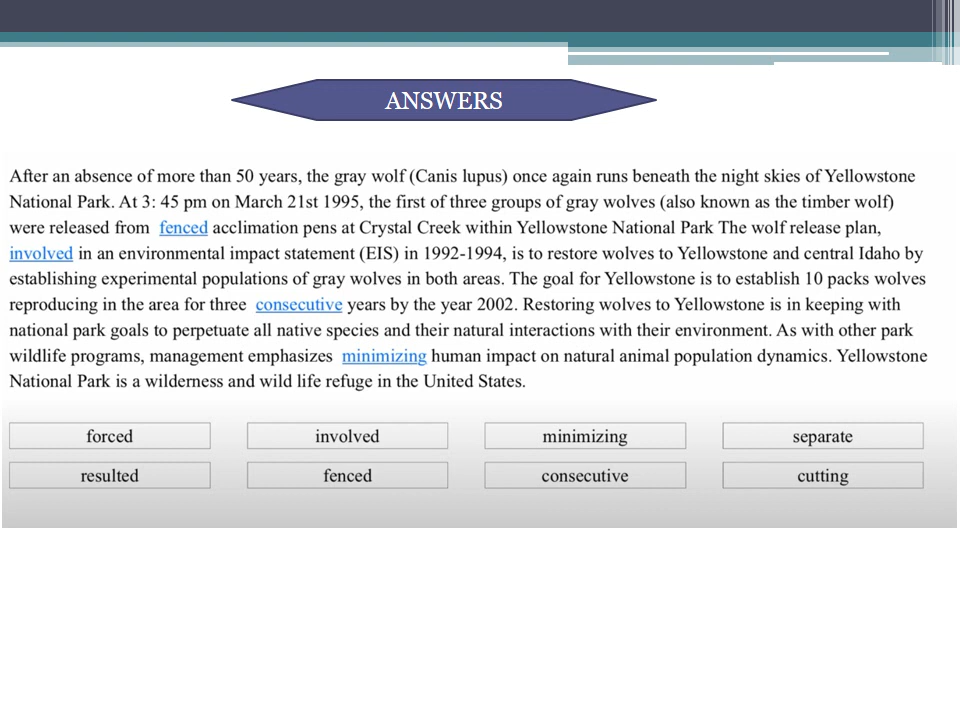 ANSWERS
After an absence of more than 50 years, the gray wolf (Canis lupus) once again runs beneath the night skies of Yellowstone
National Park. At 3: 45 pm on March 21st 1995, the first of three groups of gray wolves (also known as the timber wolf)
were released from fenced acclimation pens at Crystal Creek within Yellowstone National Park The wolf release plan,
involved in an environmental impact statement (EIS) in 1992-1994, is to restore wolves to Yellowstone and central Idaho by
establishing experimental populations of gray wolves in both areas. The goal for Yellowstone is to establish 10 packs wolves
reproducing in the area for three consecutive years by the year 2002. Restoring wolves to Yellowstone is in keeping with
national park goals to perpetuate all native species and their natural interactions with their environment. As with other park
wildlife programs, management emphasizes minimizing human impact on natural animal population dynamics. Yellowstone
National Park is a wilderness and wild life refuge in the United States.
forced involved minimizing separate
resulted fenced consecutive cutting